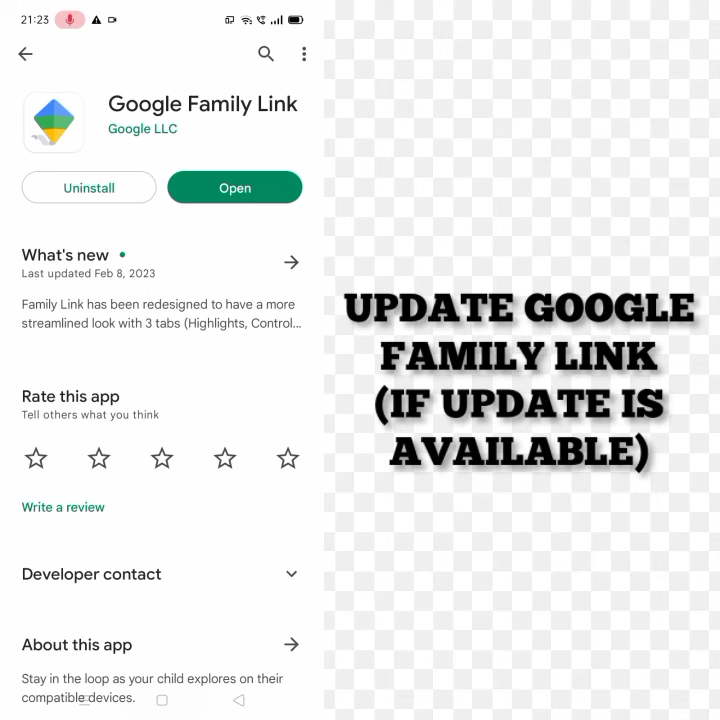 21:23
Google Family Link
Google LLC
Uninstall
Open
What's new
Last updated Feb 8, 2023
Family Link has been redesigned to have a more
streamlined look with 3 tabs (Highlights, Control...
Rate this app
Tell others what you think
Write a review
Developer contact
About this app
Stay in the loop as your child explores on their
compatible devices.
UPDATE GOOGLE
FAMILY LINK
(IF UPDATE IS
AVAILABLE)